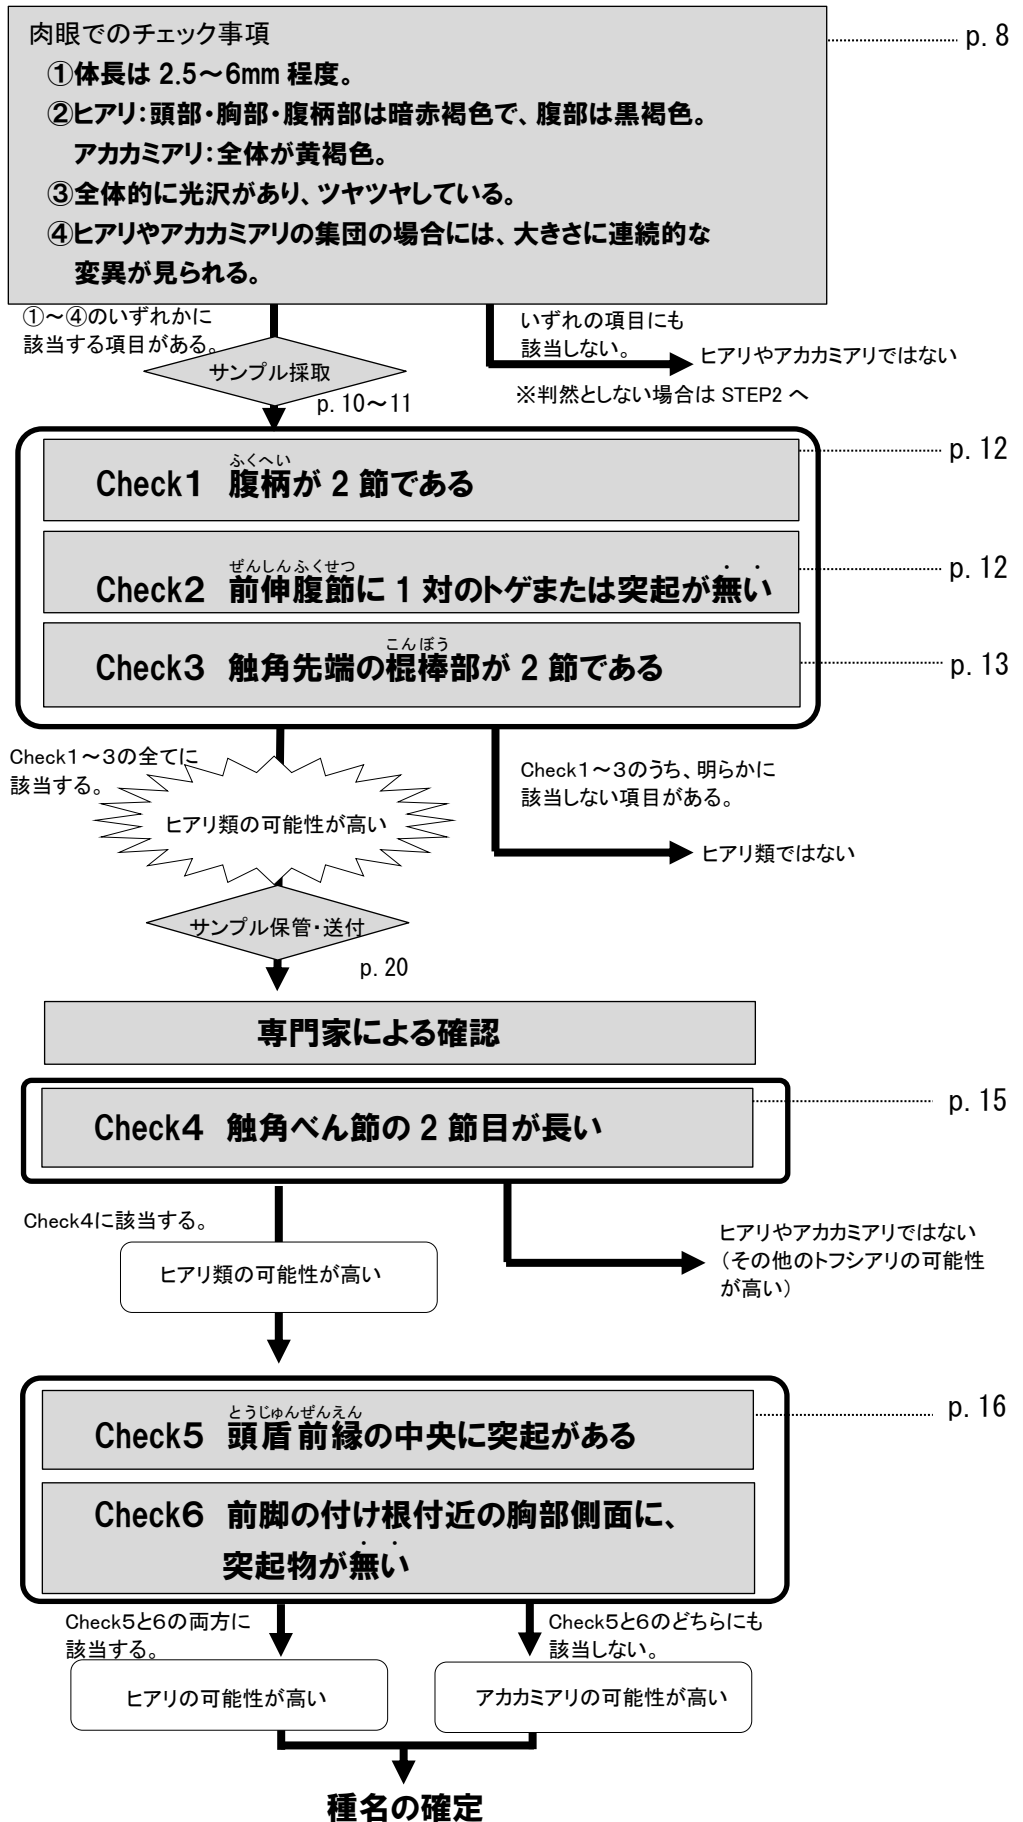 肉眼でのチェック事項
p. 8
①体長は 2.5～6mm 程度。
②ヒアリ：頭部・胸部・腹柄部は暗赤褐色で、腹部は黒褐色。
アカカミアリ：全体が黄褐色。
③全体的に光沢があり、ツヤツヤしている。
④ヒアリやアカカミアリの集団の場合には、大きさに連続的な
変異が見られる。
①～④のいずれかに
該当する項目がある。
いずれの項目にも
該当しない。
ヒアリやアカカミアリではない
サンプル採取
※判然としない場合は STEP2 へ
p. 10～11
ふくへい
Check1 腹柄が 2 節である
p. 12
ぜんしんふくせつ
Check2 前伸腹節に 1 対のトゲまたは突起が無い
p. 12
こんぼう
Check3 触角先端の棍棒部が 2 節である
p. 13
Check1～3の全てに
該当する。
Check1～3のうち、明らかに
該当しない項目がある。
ヒアリ類の可能性が高い
ヒアリ類ではない
サンプル保管・送付
p. 20
専門家による確認
Check4 触角べん節の 2 節目が長い
p. 15
Check4に該当する。
ヒアリやアカカミアリではない
（その他のトフシアリの可能性
が高い）
ヒアリ類の可能性が高い
とうじゅんぜんえん
Check5 頭盾前縁の中央に突起がある
p. 16
Check6 前脚の付け根付近の胸部側面に、
突起物が無い
Check5と6の両方に
該当する。
Check5と6のどちらにも
該当しない。
ヒアリの可能性が高い
アカカミアリの可能性が高い
種名の確定